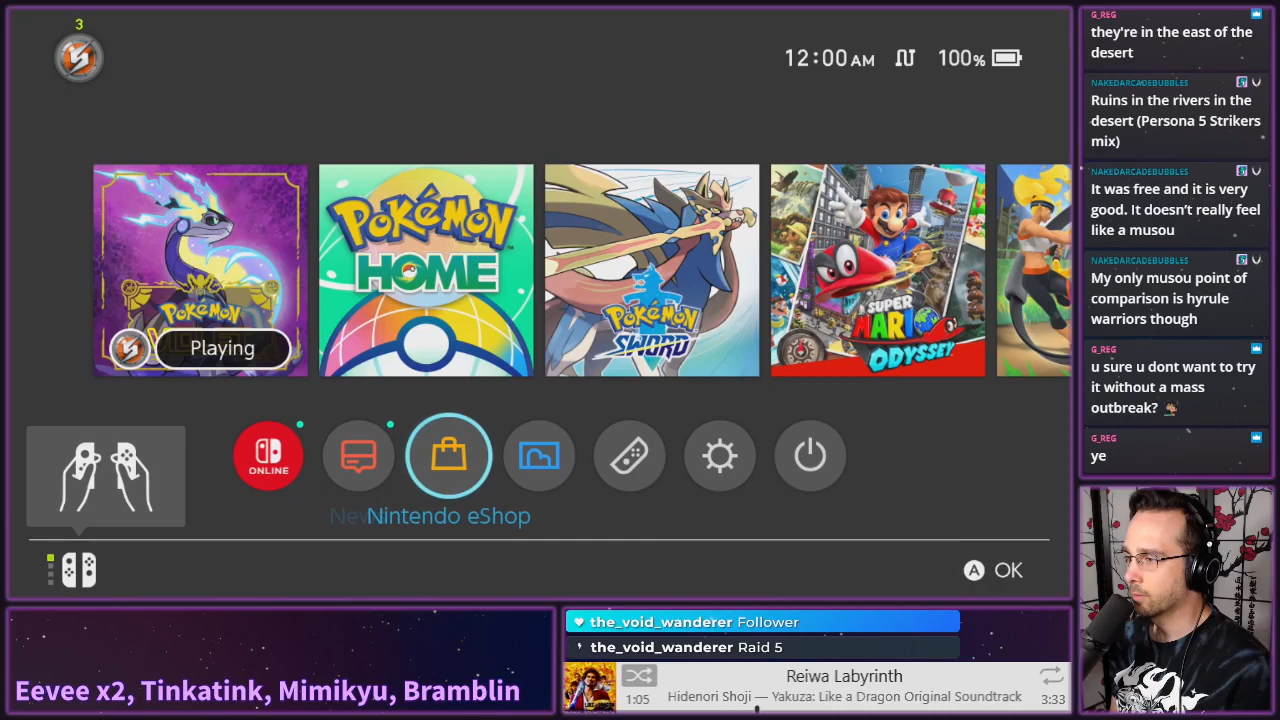 3
12:00 AM 100%
Playing
POKéMON HOME
POKéMON SWORD
SUPER MARIO ODYSSEY
ONLINE
Nintendo eShop
A OK
G_REG
they're in the east of the
desert
NAKEDARCADEBUBBLES
Ruins in the rivers in the
desert (Persona 5 Strikers
mix)
NAKEDARCADEBUBBLES
It was free and it is very
good. It doesn't really feel
like a musou
NAKEDARCADEBUBBLES
My only musou point of
comparison is hyrule
warriors though
G_REG
u sure u dont want to try
it without a mass
outbreak?
G_REG
ye
Eevee x2, Tinkatink, Mimikyu, Bramblin
the_void_wanderer Follower
the_void_wanderer Raid 5
Reiwa Labyrinth
1:05 Hidenori Shoji — Yakuza: Like a Dragon Original Soundtrack 3:33